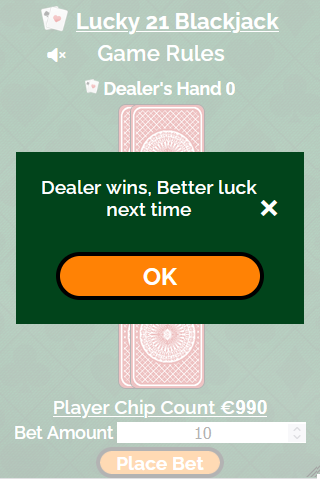 Lucky 21 Blackjack
Game Rules
Dealer's Hand 0
Dealer wins, Better luck
next time
×
OK
Player Chip Count €990
Bet Amount 10
Place Bet